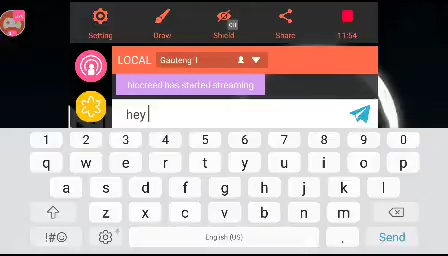 Setting Draw Shield Share 11:54
Off
LOCAL Gauteng 1
has started streaming
hey
1 2 3 4 5 6 7 8 9 0
q w e r t y u i o p
a s d f g h j k l
z x c v b n m
!#☺ English (US) , Send